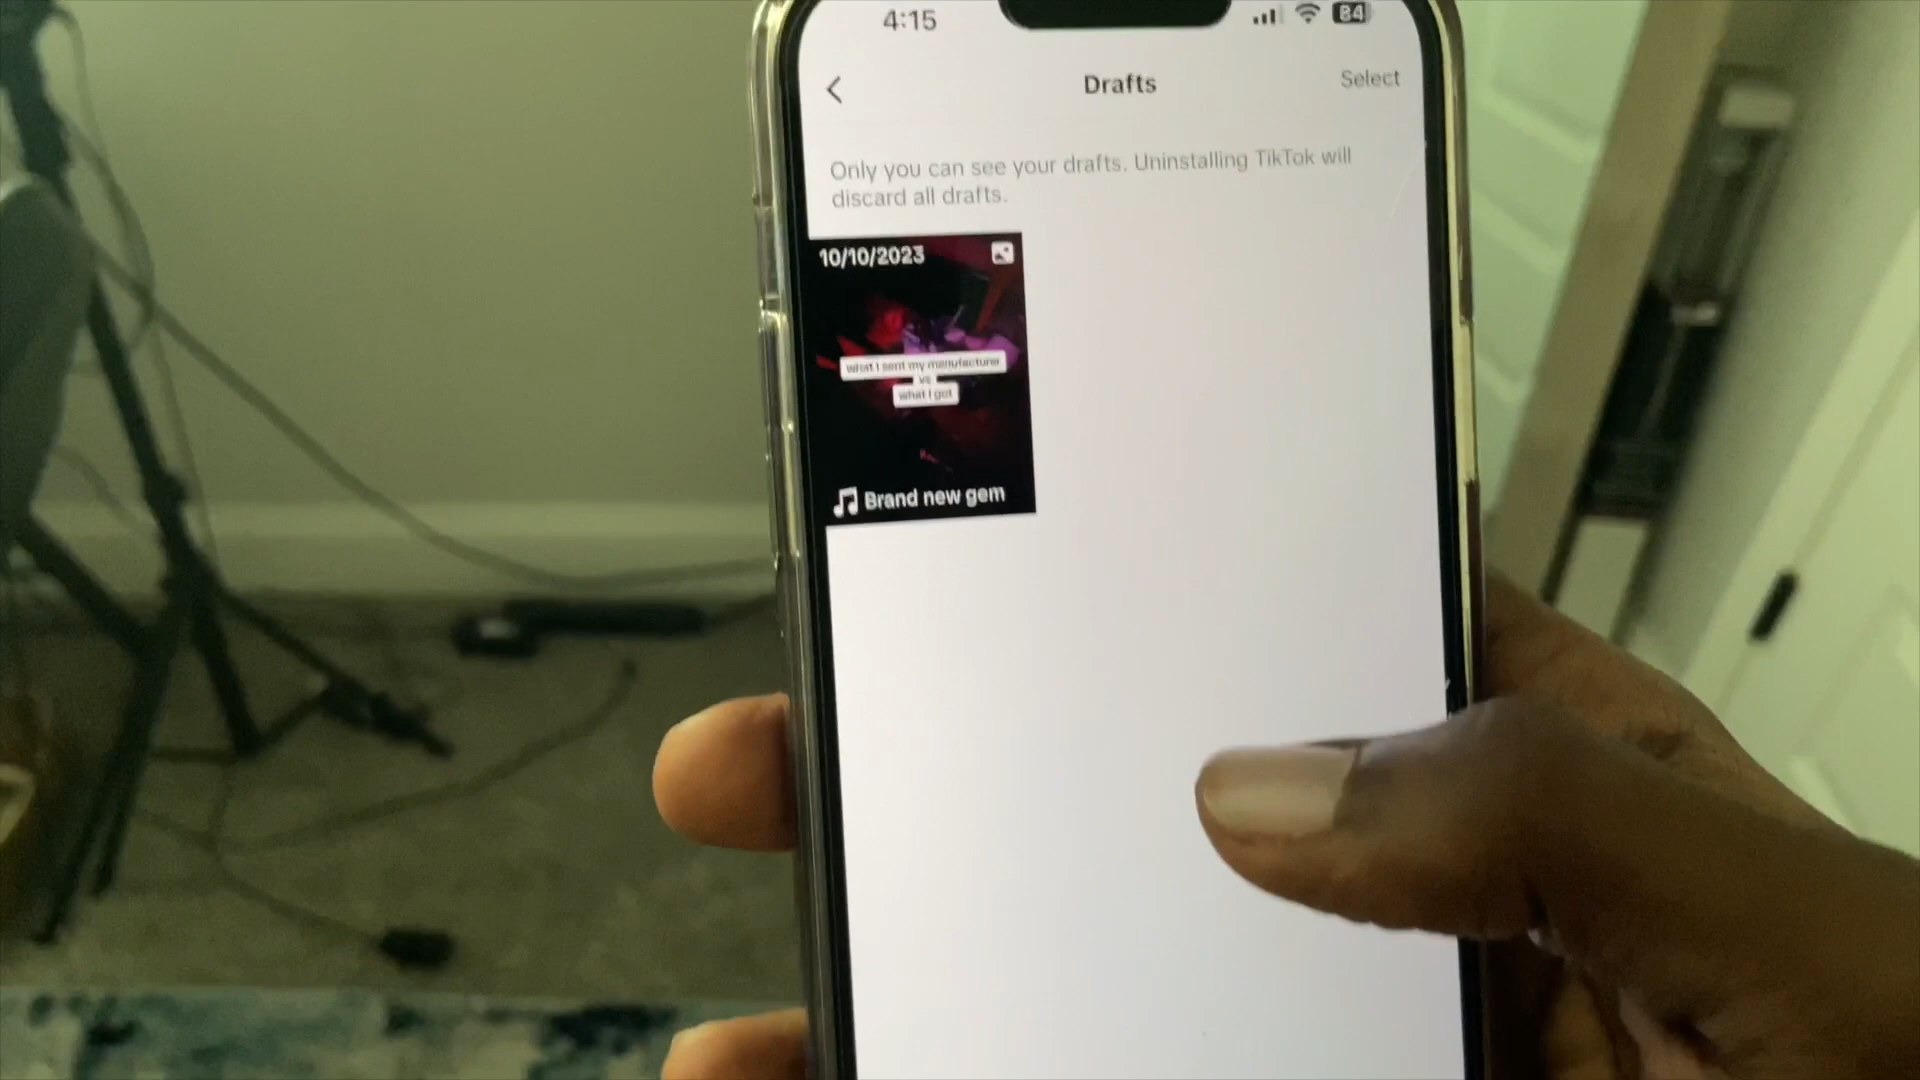 4:15
84
Drafts
Select
Only you can see your drafts. Uninstalling TikTok will
discard all drafts.
10/10/2023
what I sent my manufacturer
vs
what I got
Brand new gem